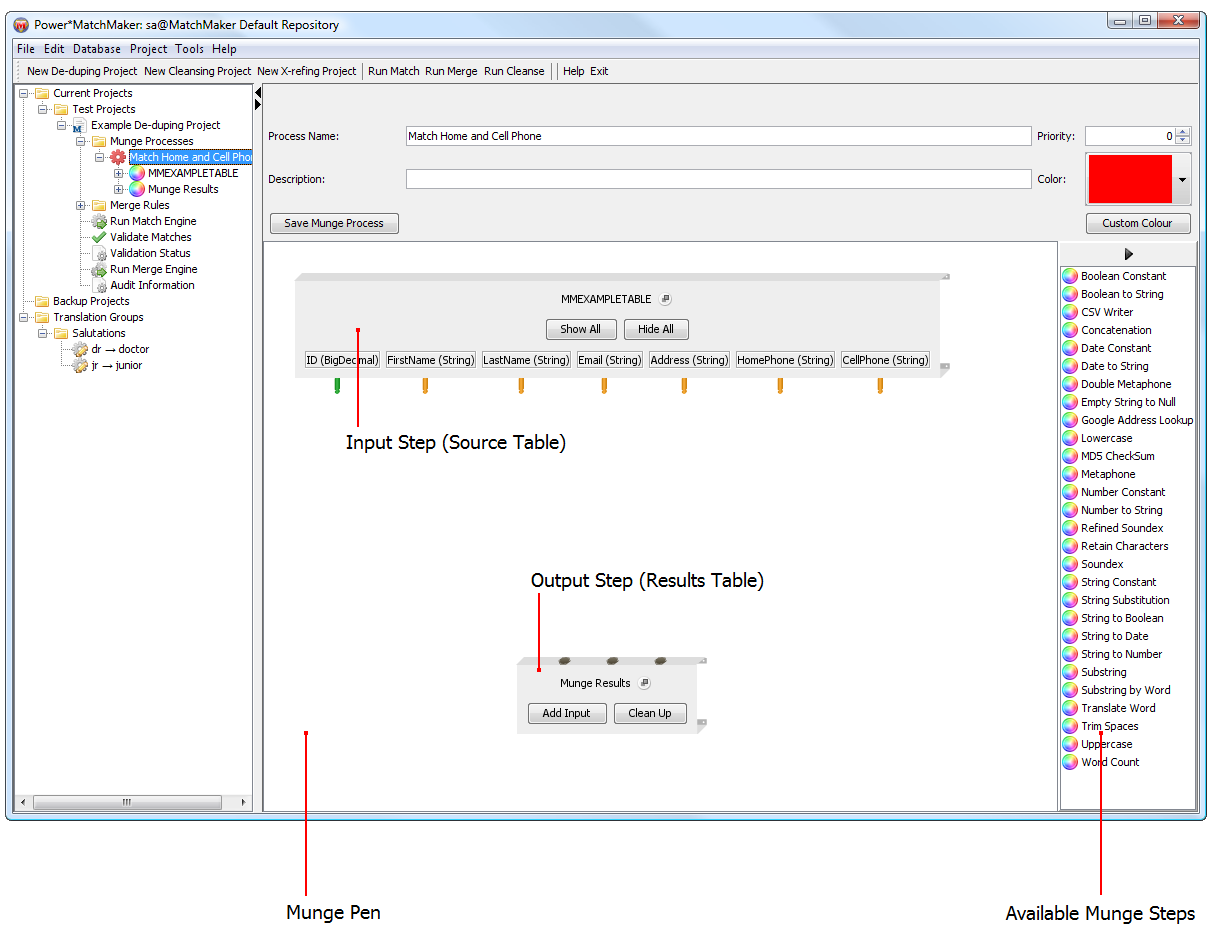 Power*MatchMaker: sa@MatchMaker Default Repository
File Edit Database Project Tools Help
New De-duping Project New Cleansing Project New X-refing Project Run Match Run Merge Run Cleanse Help Exit
Current Projects
Test Projects
Example De-duping Project
Munge Processes
Match Home and Cell Phon
MMEXAMPLETABLE
Munge Results
Merge Rules
Run Match Engine
Validate Matches
Validation Status
Run Merge Engine
Audit Information
Backup Projects
Translation Groups
Salutations
dr → doctor
jr → junior
Process Name: Match Home and Cell Phone Priority: 0
Description: Color:
Save Munge Process Custom Colour
MMEXAMPLETABLE
Show All Hide All
ID (BigDecimal) FirstName (String) LastName (String) Email (String) Address (String) HomePhone (String) CellPhone (String)
Input Step (Source Table)
Output Step (Results Table)
Munge Results
Add Input Clean Up
Boolean Constant
Boolean to String
CSV Writer
Concatenation
Date Constant
Date to String
Double Metaphone
Empty String to Null
Google Address Lookup
Lowercase
MD5 CheckSum
Metaphone
Number Constant
Number to String
Refined Soundex
Retain Characters
Soundex
String Constant
String Substitution
String to Boolean
String to Date
String to Number
Substring
Substring by Word
Translate Word
Trim Spaces
Uppercase
Word Count
Munge Pen
Available Munge Steps